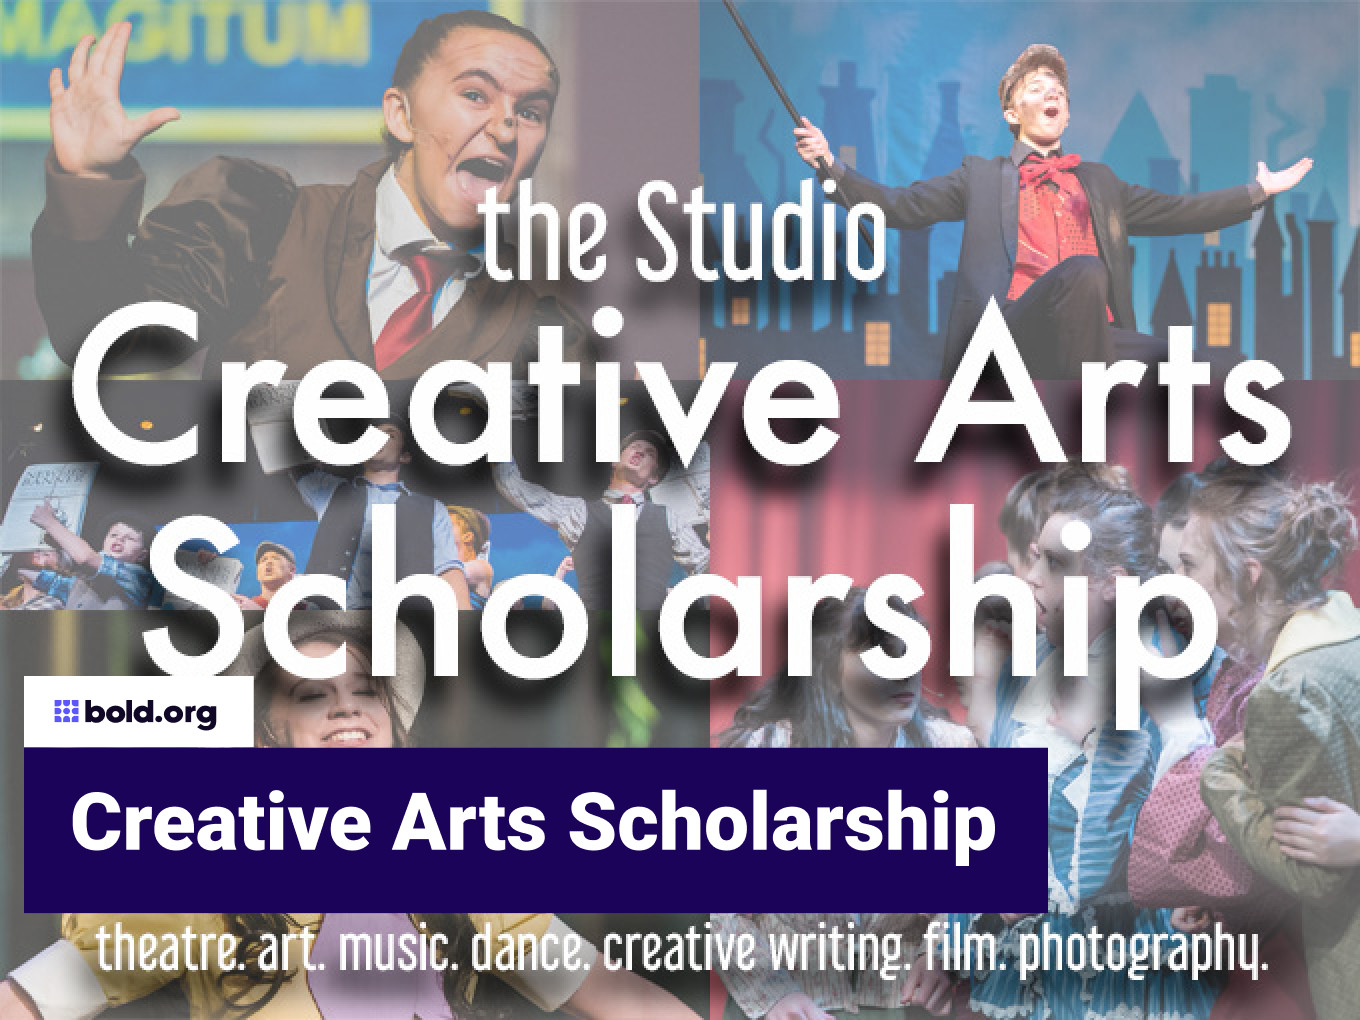 MAGITUM
the Studio
Creative Arts
Scholarship
bold.org
Creative Arts Scholarship
theatre. art. music. dance. creative writing. film. photography.